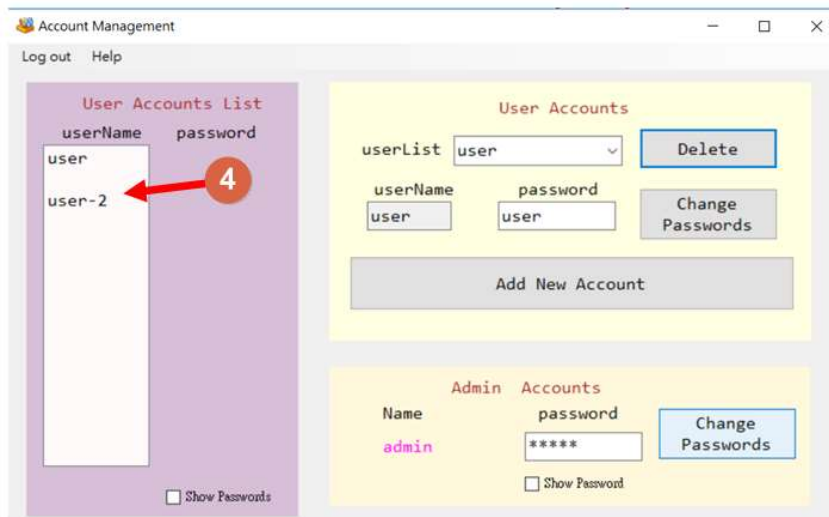 Account Management
Log out Help
User Accounts List
userName password
user
user-2
4
Show Passwords
User Accounts
userList user Delete
userName password
user user Change Passwords
Add New Account
Admin Accounts
Name password
admin ***** Change Passwords
Show Password